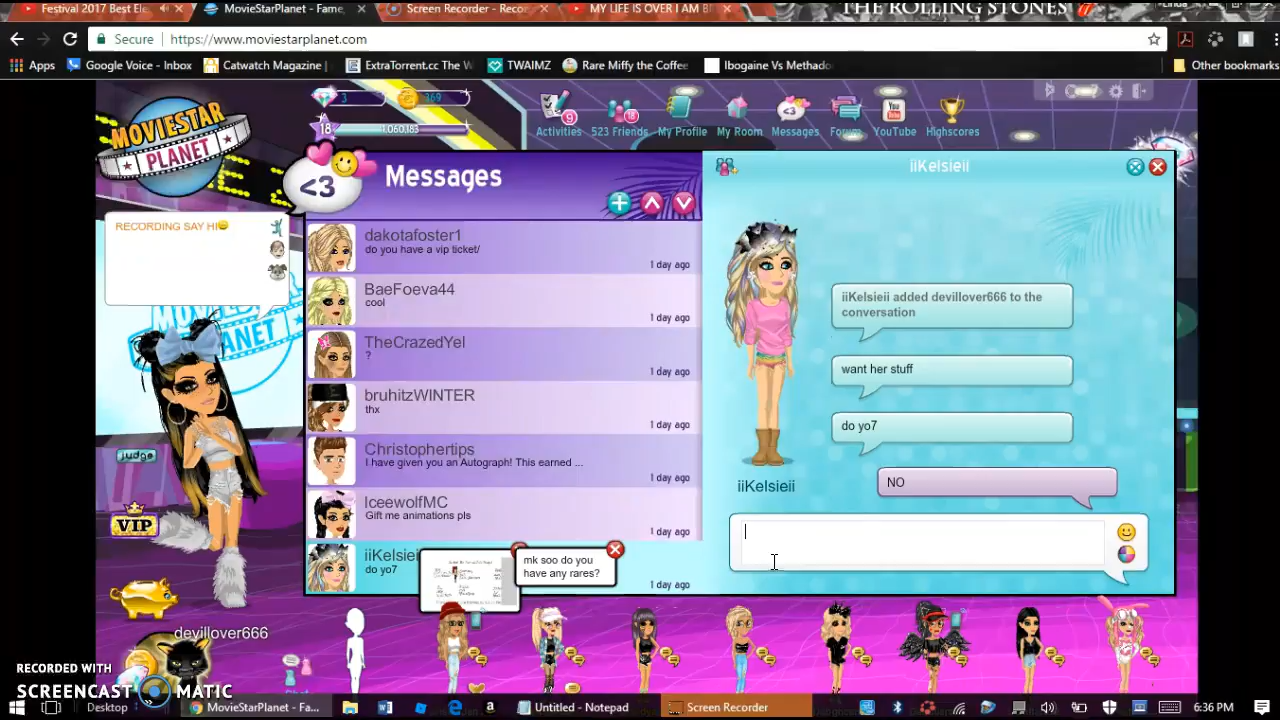 Festival 2017 Best Ele
MovieStarPlanet - Fame,
Screen Recorder - Reco
MY LIFE IS OVER I AM B
THE ROLLING STONES
Linda
Secure
https://www.moviestarplanet.com
Apps
Google Voice - Inbox
Catwatch Magazine |
ExtraTorrent.cc The W
TWAIMZ
Rare Miffy the Coffee
Ibogaine Vs Methado
Other bookmarks
MOVIESTAR
PLANET
3
369
18
1,060,183
9
18
You
Tube
Activities
523 Friends
My Profile
My Room
Messages
Forum
YouTube
Highscores
<3
Messages
iiKelsieii
RECORDING SAY HI
dakotafoster1
do you have a vip ticket/
1 day ago
BaeFoeva44
cool
1 day ago
TheCrazedYel
?
1 day ago
bruhitzWINTER
thx
1 day ago
Christophertips
I have given you an Autograph! This earned ...
1 day ago
IceewolfMC
Gift me animations pls
1 day ago
iiKelsiei
do yo7
1 day ago
mk soo do you
have any rares?
iiKelsieii added devillover666 to the
conversation
want her stuff
do yo7
NO
iiKelsieii
judge
VIP
devillover666
Chat
RECORDED WITH
SCREENCAST MATIC
Desktop
MovieStarPlanet - Fa...
Untitled - Notepad
Screen Recorder
6:36 PM